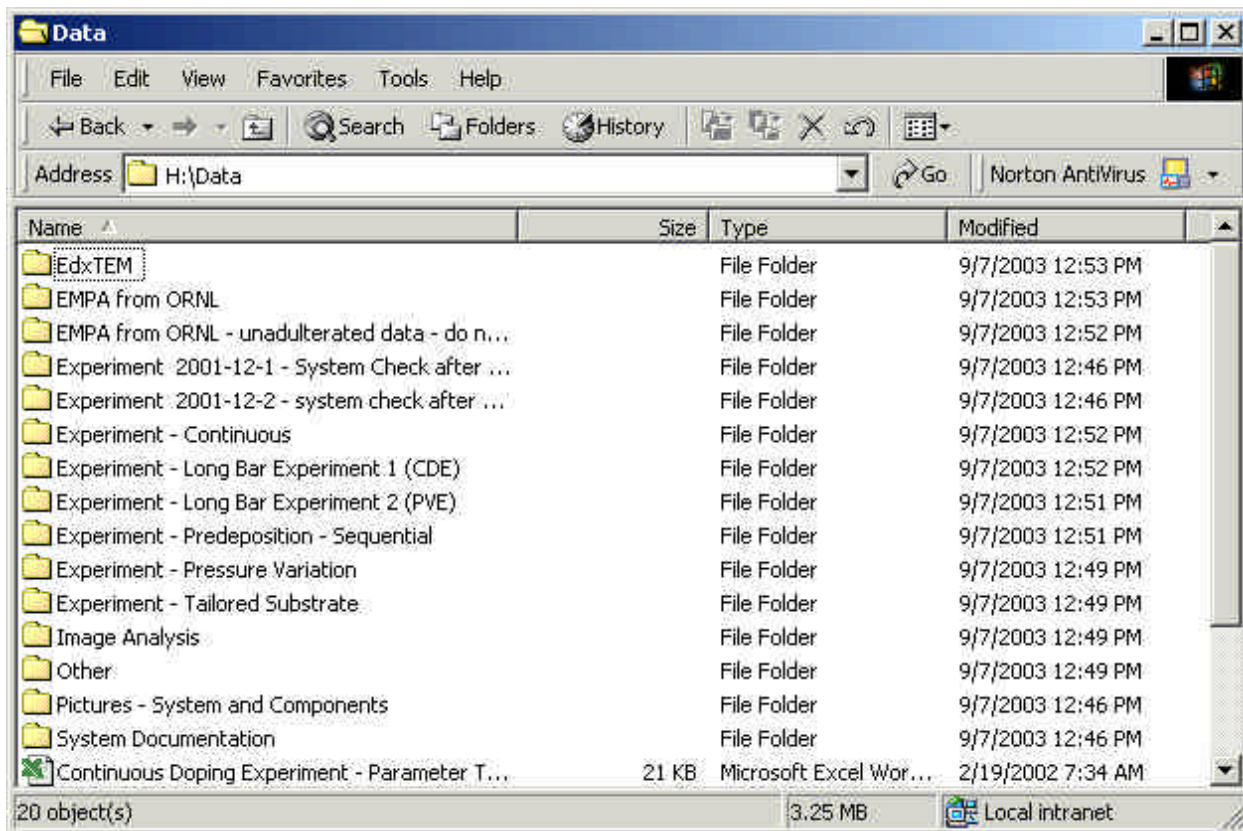 Data
File Edit View Favorites Tools Help
Back Search Folders History
Address H:\Data Go Norton AntiVirus
Name Size Type Modified
EdxTEM File Folder 9/7/2003 12:53 PM
EMPA from ORNL File Folder 9/7/2003 12:53 PM
EMPA from ORNL - unadulterated data - do n... File Folder 9/7/2003 12:52 PM
Experiment 2001-12-1 - System Check after ... File Folder 9/7/2003 12:46 PM
Experiment 2001-12-2 - system check after ... File Folder 9/7/2003 12:46 PM
Experiment - Continuous File Folder 9/7/2003 12:52 PM
Experiment - Long Bar Experiment 1 (CDE) File Folder 9/7/2003 12:52 PM
Experiment - Long Bar Experiment 2 (PVE) File Folder 9/7/2003 12:51 PM
Experiment - Predeposition - Sequential File Folder 9/7/2003 12:51 PM
Experiment - Pressure Variation File Folder 9/7/2003 12:49 PM
Experiment - Tailored Substrate File Folder 9/7/2003 12:49 PM
Image Analysis File Folder 9/7/2003 12:49 PM
Other File Folder 9/7/2003 12:49 PM
Pictures - System and Components File Folder 9/7/2003 12:46 PM
System Documentation File Folder 9/7/2003 12:46 PM
Continuous Doping Experiment - Parameter T... 21 KB Microsoft Excel Wor... 2/19/2002 7:34 AM
20 object(s) 3.25 MB Local intranet